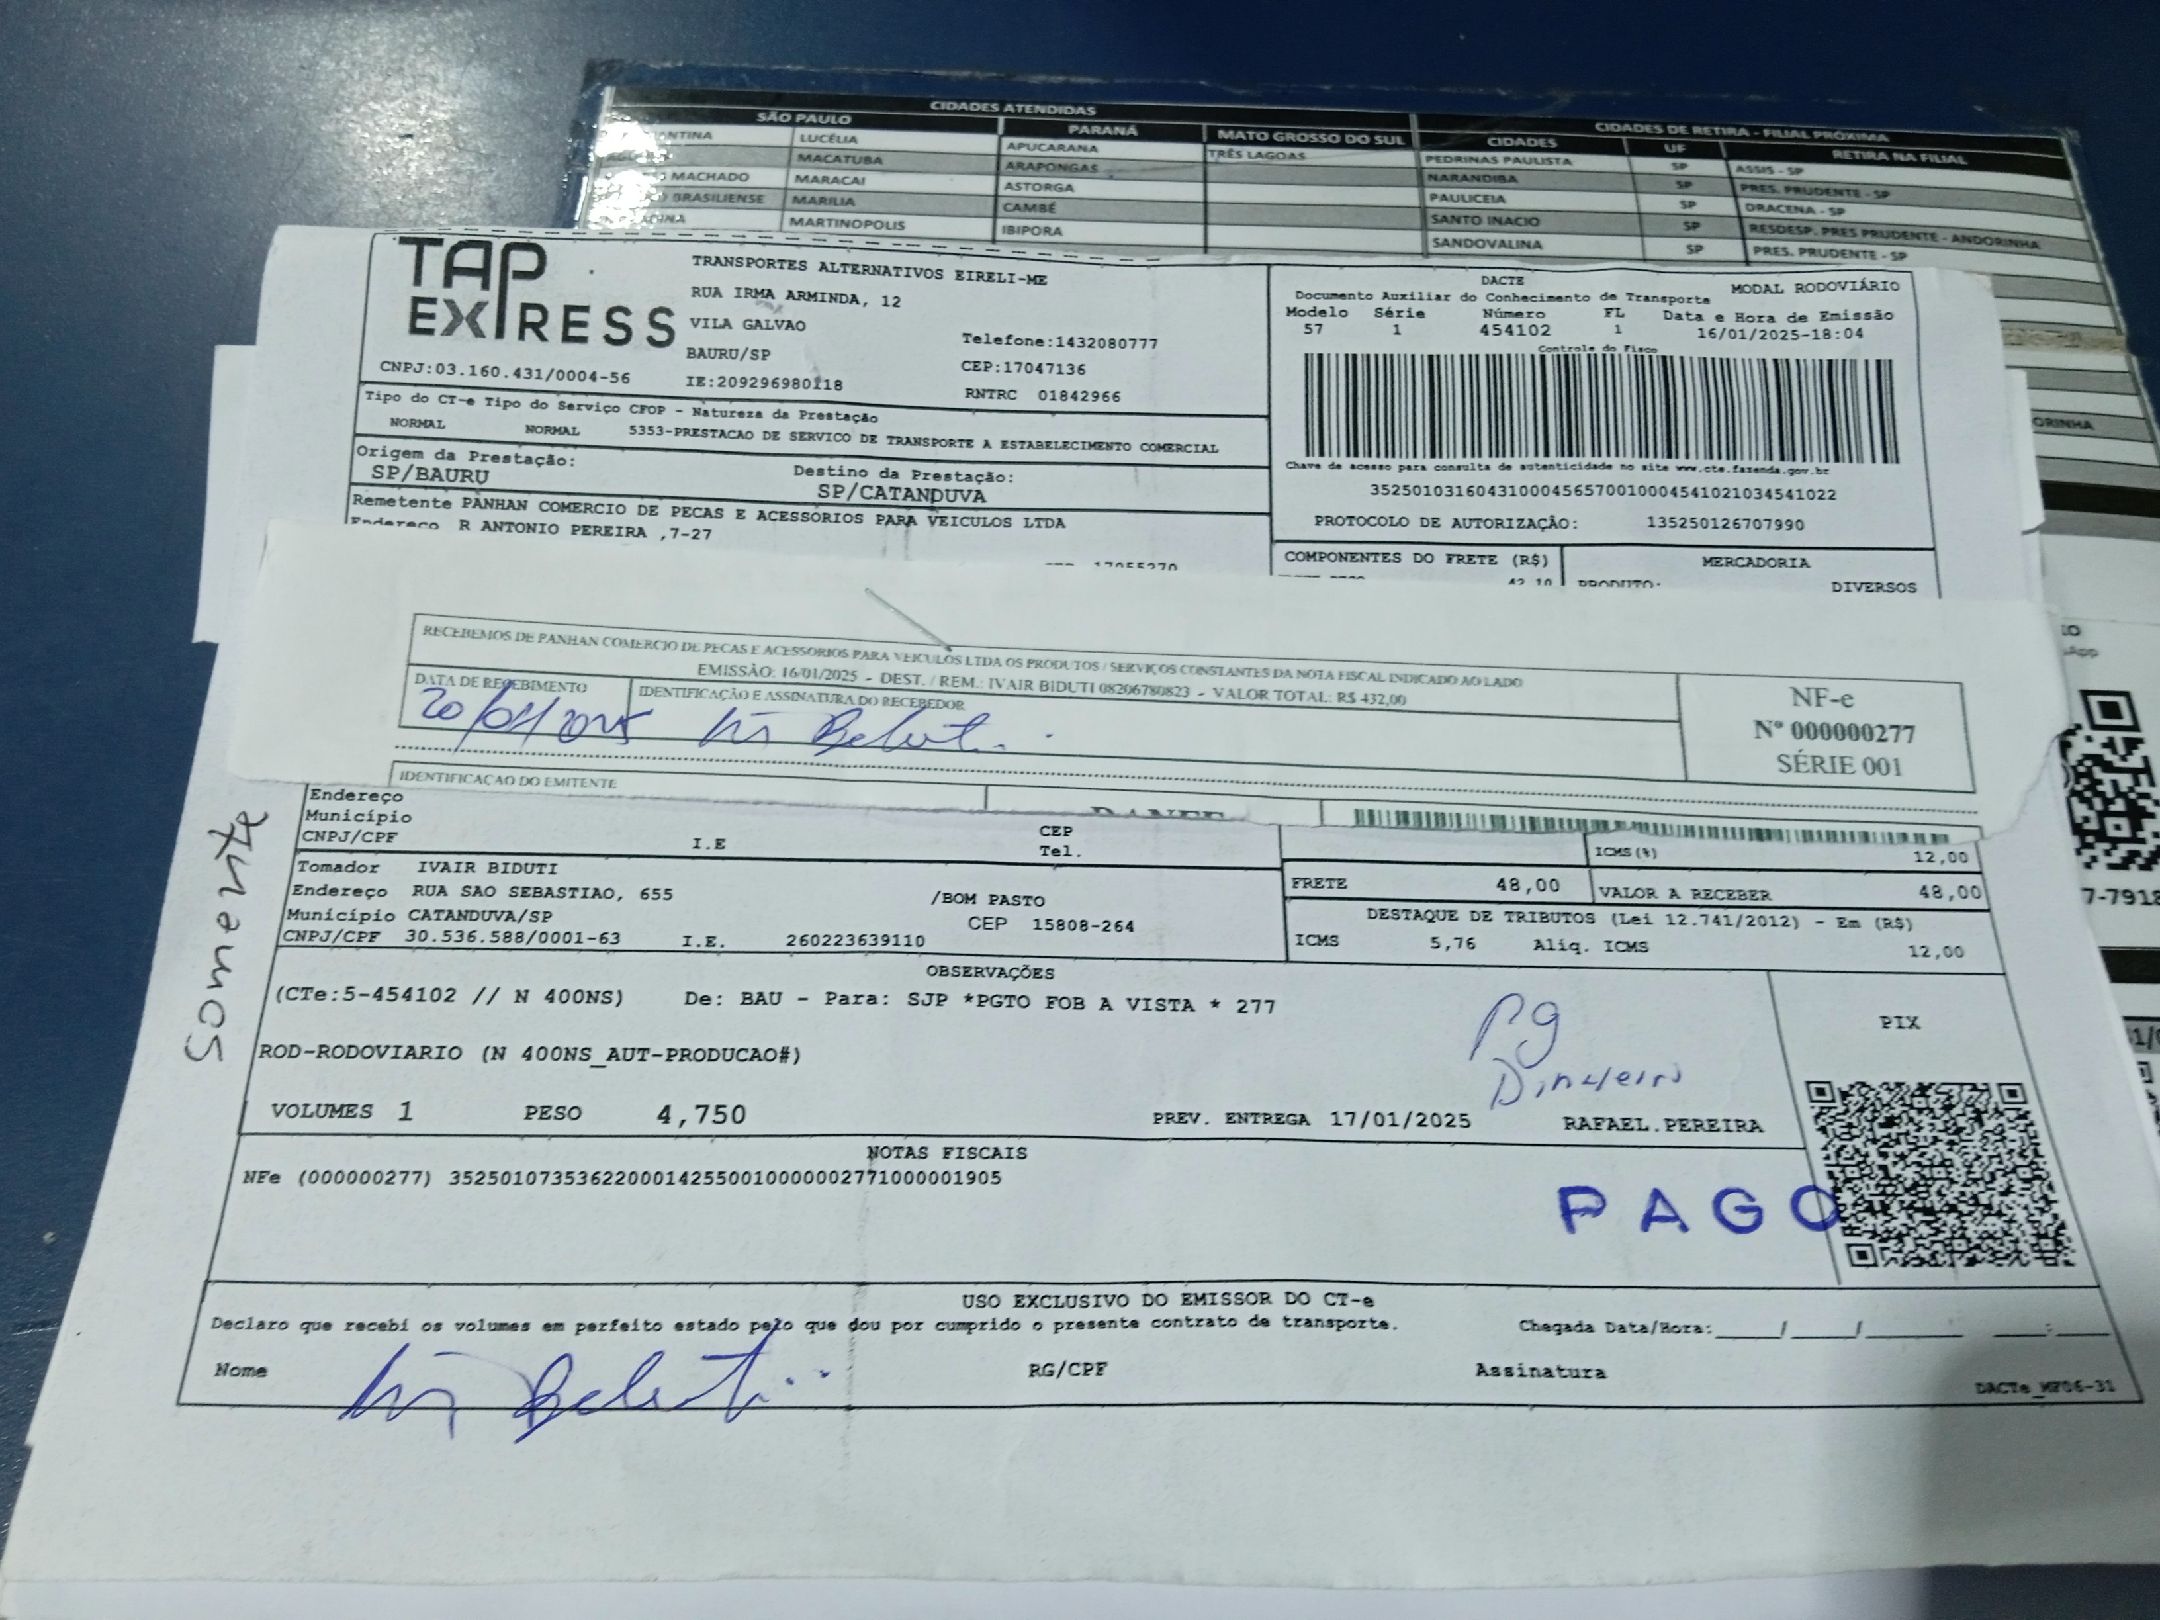 CIDADES ATENDIDAS
CIDADES DE RETIRA - FILIAL PRÓXIMA
SÃO PAULO PARANÁ MATO GROSSO DO SUL CIDADES UF RETIRA NA FILIAL
LUCÉLIA APUCARANA TRÊS LAGOAS PEDRINAS PAULISTA SP ASSIS - SP
MACATUBA ARAPONGAS NARANDIBA SP PRES. PRUDENTE - SP
MACHADO MARACAI ASTORGA PAULICEIA SP DRACENA - SP
BRASILIENSE MARILIA CAMBÉ SANTO INACIO SP RESDESP. PRES PRUDENTE - ANDORINHA
MARTINOPOLIS IBIPORA SANDOVALINA SP PRES. PRUDENTE - SP
TAP EXPRESS
TRANSPORTES ALTERNATIVOS EIRELI-ME
RUA IRMA ARMINDA, 12
VILA GALVAO Telefone:1432080777
BAURU/SP CEP:17047136
CNPJ:03.160.431/0004-56 IE:209296980118 RNTRC 01842966
DACTE MODAL RODOVIÁRIO
Documento Auxiliar do Conhecimento de Transporte
Modelo Série Número FL Data e Hora de Emissão
57 1 454102 1 16/01/2025-18:04
Controle do Fisco
Tipo do CT-e Tipo do Serviço CFOP - Natureza da Prestação
NORMAL NORMAL 5353-PRESTACAO DE SERVICO DE TRANSPORTE A ESTABELECIMENTO COMERCIAL
Origem da Prestação: Destino da Prestação:
SP/BAURU SP/CATANDUVA
Chave de acesso para consulta de autenticidade no site www.cte.fazenda.gov.br
35250103160431000456570010004541021034541022
PROTOCOLO DE AUTORIZAÇÃO: 135250126707990
Remetente PANHAN COMERCIO DE PECAS E ACESSORIOS PARA VEICULOS LTDA
Endereço R ANTONIO PEREIRA ,7-27
COMPONENTES DO FRETE (R$) MERCADORIA
42,10 PRODUTO: DIVERSOS
RECEBEMOS DE PANHAN COMERCIO DE PECAS E ACESSORIOS PARA VEICULOS LTDA OS PRODUTOS / SERVIÇOS CONSTANTES DA NOTA FISCAL INDICADO AO LADO
EMISSÃO: 16/01/2025 - DEST. / REM.: IVAIR BIDUTI 08206780823 - VALOR TOTAL: R$ 432,00
DATA DE RECEBIMENTO IDENTIFICAÇÃO E ASSINATURA DO RECEBEDOR
20/01/2025
NF-e
Nº 000000277
SÉRIE 001
IDENTIFICAÇÃO DO EMITENTE
DANFE
Endereço
Município CEP
CNPJ/CPF I.E Tel.
ICMS(%) 12,00
Tomador IVAIR BIDUTI
Endereço RUA SAO SEBASTIAO, 655 /BOM PASTO
Município CATANDUVA/SP CEP 15808-264
CNPJ/CPF 30.536.588/0001-63 I.E. 260223639110
FRETE 48,00 VALOR A RECEBER 48,00
DESTAQUE DE TRIBUTOS (Lei 12.741/2012) - Em (R$)
ICMS 5,76 Aliq. ICMS 12,00
OBSERVAÇÕES
(CTe:5-454102 // N 400NS) De: BAU - Para: SJP *PGTO FOB A VISTA * 277
Pg
Dinheiro
PIX
ROD-RODOVIARIO (N 400NS_AUT-PRODUCAO#)
VOLUMES 1 PESO 4,750 PREV. ENTREGA 17/01/2025 RAFAEL.PEREIRA
NOTAS FISCAIS
NFe (000000277) 35250107353622000142550010000002771000001905
PAGO
USO EXCLUSIVO DO EMISSOR DO CT-e
Declaro que recebi os volumes em perfeito estado pelo que dou por cumprido o presente contrato de transporte. Chegada Data/Hora:
Nome RG/CPF Assinatura
DACTe_MF06-31